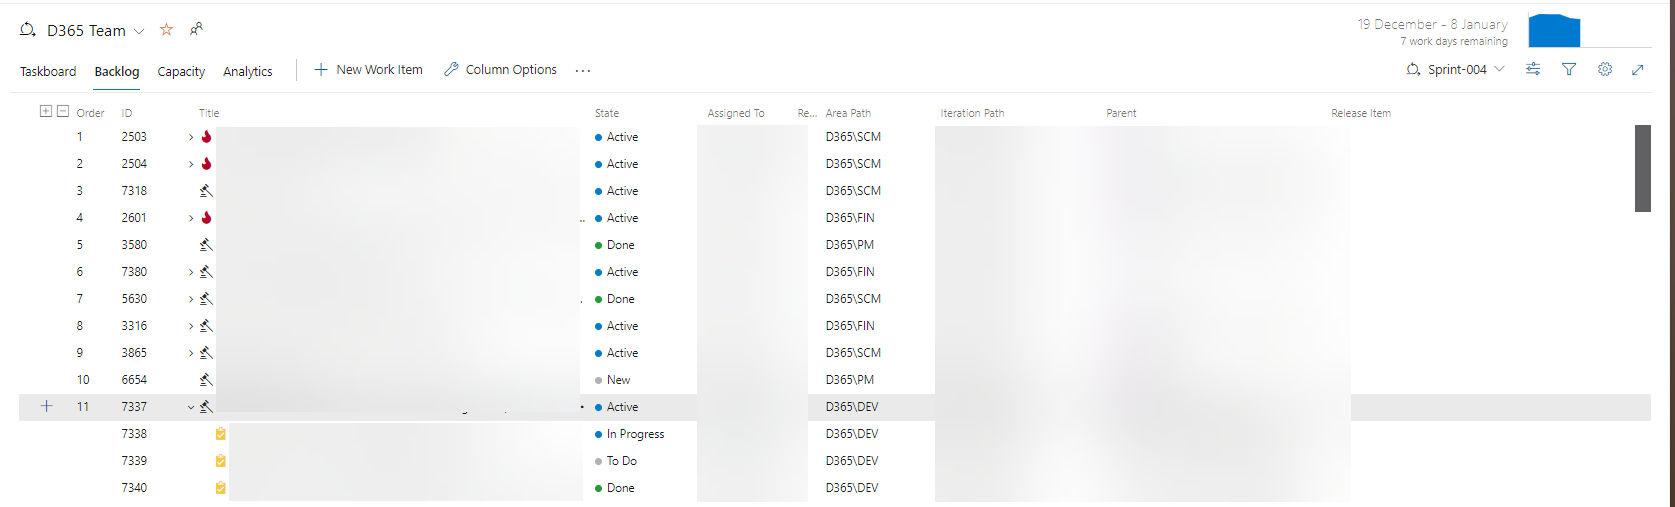 D365 Team
19 December - 8 January
7 work days remaining
Taskboard Backlog Capacity Analytics New Work Item Column Options ... Sprint-004
Order ID Title State Assigned To Re... Area Path Iteration Path Parent Release Item
1 2503 Active D365\SCM
2 2504 Active D365\SCM
3 7318 Active D365\SCM
4 2601 Active D365\FIN
5 3580 Done D365\PM
6 7380 Active D365\FIN
7 5630 Done D365\SCM
8 3316 Active D365\FIN
9 3865 Active D365\SCM
10 6654 New D365\PM
11 7337 Active D365\DEV
7338 In Progress D365\DEV
7339 To Do D365\DEV
7340 Done D365\DEV